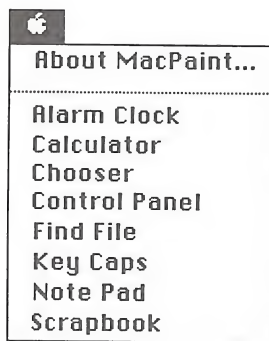 About MacPaint...
Alarm Clock
Calculator
Chooser
Control Panel
Find File
Key Caps
Note Pad
Scrapbook